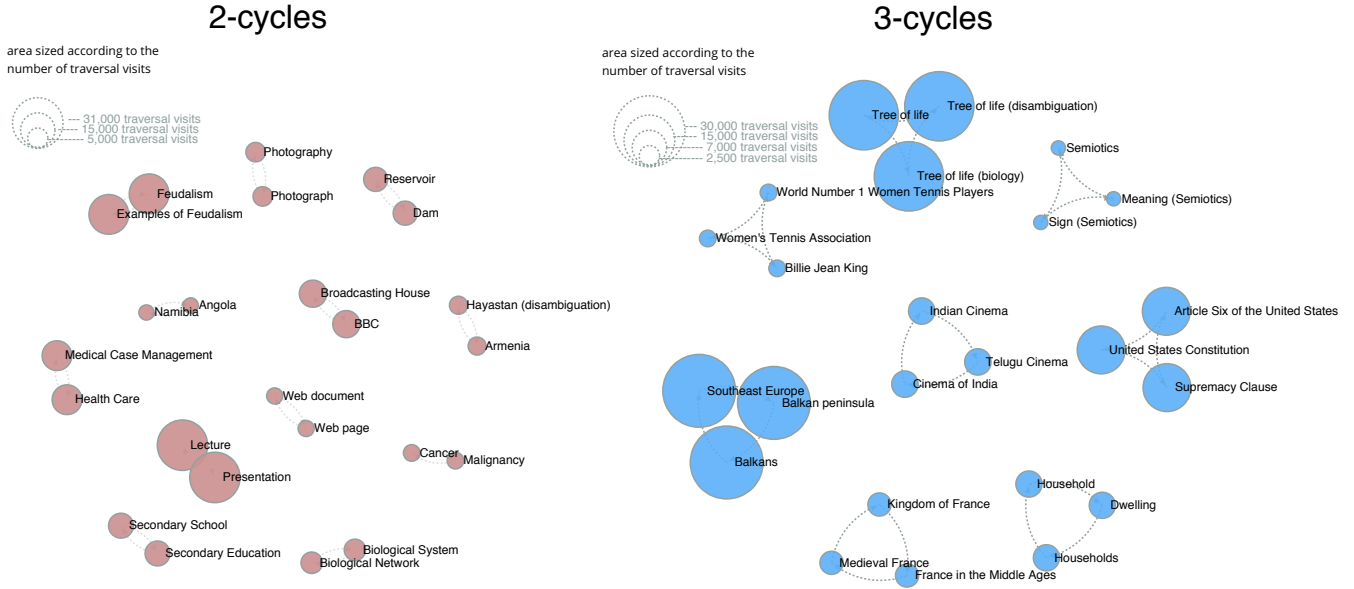 2-cycles
area sized according to the
number of traversal visits
31,000 traversal visits
15,000 traversal visits
5,000 traversal visits
Photography
Photograph
Reservoir
Dam
Feudalism
Examples of Feudalism
Namibia
Angola
Broadcasting House
BBC
Hayastan (disambiguation)
Armenia
Medical Case Management
Health Care
Web document
Web page
Lecture
Presentation
Cancer
Malignancy
Secondary School
Secondary Education
Biological System
Biological Network
3-cycles
area sized according to the
number of traversal visits
30,000 traversal visits
15,000 traversal visits
7,000 traversal visits
2,500 traversal visits
Tree of life
Tree of life (disambiguation)
Tree of life (biology)
World Number 1 Women Tennis Players
Women's Tennis Association
Billie Jean King
Semiotics
Meaning (Semiotics)
Sign (Semiotics)
Indian Cinema
Telugu Cinema
Cinema of India
Article Six of the United States
United States Constitution
Supremacy Clause
Southeast Europe
Balkan peninsula
Balkans
Kingdom of France
Medieval France
France in the Middle Ages
Household
Dwelling
Households